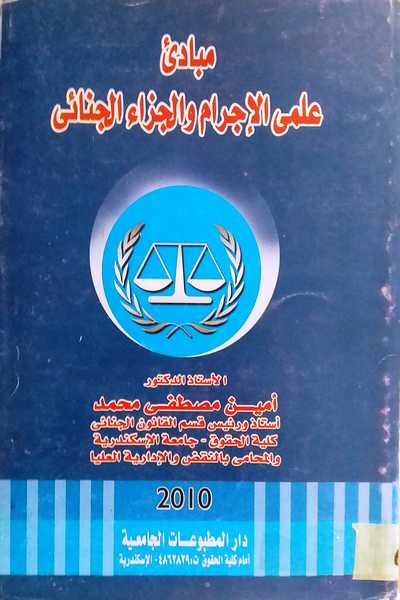 مبادئ
علمى الإجرام والجزاء الجنائى
الأستاذ الدكتور
أمين مصطفى محمد
أستاذ ورئيس قسم القانون الجنائى
كلية الحقوق - جامعة الإسكندرية
والمحامى بالنقض والإدارية العليا
2010
دار المطبوعات الجامعية
أمام كلية الحقوق ت ٤٨٦٢٨٢٩ - الإسكندرية